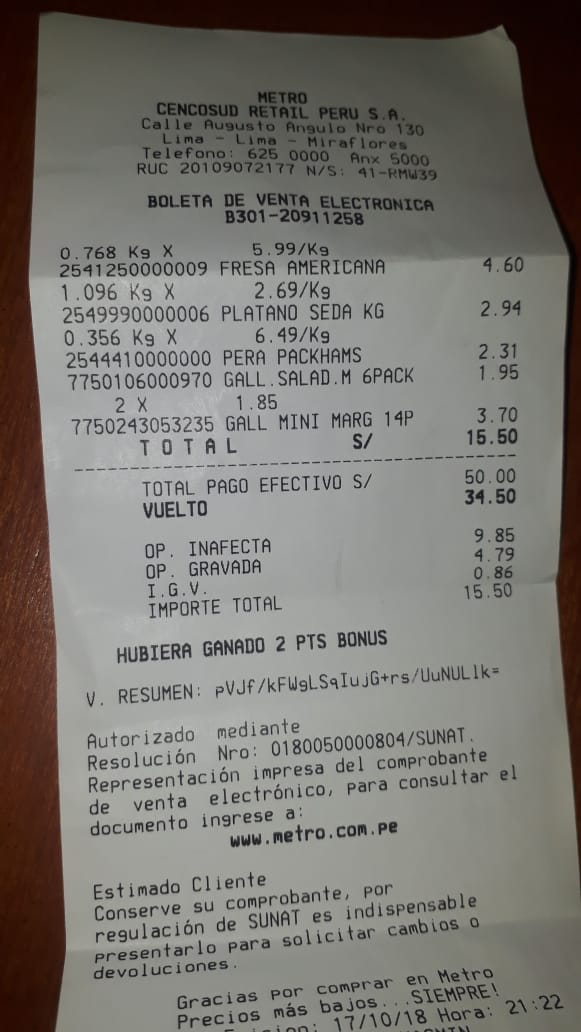 METRO
CENCOSUD RETAIL PERU S.A.
Calle Augusto Angulo Nro 130
Lima - Lima - Miraflores
Telefono: 625 0000 Anx 5000
RUC 20109072177 N/S: 41-RMW39
BOLETA DE VENTA ELECTRONICA
B301-20911258
0.768 Kg X 5.99/Kg
2541250000009 FRESA AMERICANA 4.60
1.096 Kg X 2.69/Kg
2549990000006 PLATANO SEDA KG 2.94
0.356 Kg X 6.49/Kg
2544410000000 PERA PACKHAMS 2.31
7750106000970 GALL.SALAD.M 6PACK 1.95
2 X 1.85
7750243053235 GALL MINI MARG 14P 3.70
T O T A L S/ 15.50
TOTAL PAGO EFECTIVO S/ 50.00
VUELTO 34.50
OP. INAFECTA 9.85
OP. GRAVADA 4.79
I.G.V. 0.86
IMPORTE TOTAL 15.50
HUBIERA GANADO 2 PTS BONUS
V. RESUMEN: pVJf/kFWgLSqIujG+rs/UuNULlk=
Autorizado mediante
Resolución Nro: 0180050000804/SUNAT.
Representación impresa del comprobante
de venta electrónico, para consultar el
documento ingrese a:
www.metro.com.pe
Estimado Cliente
Conserve su comprobante, por
regulación de SUNAT es indispensable
presentarlo para solicitar cambios o
devoluciones.
Gracias por comprar en Metro
Precios más bajos...SIEMPRE!
17/10/18 Hora: 21:22